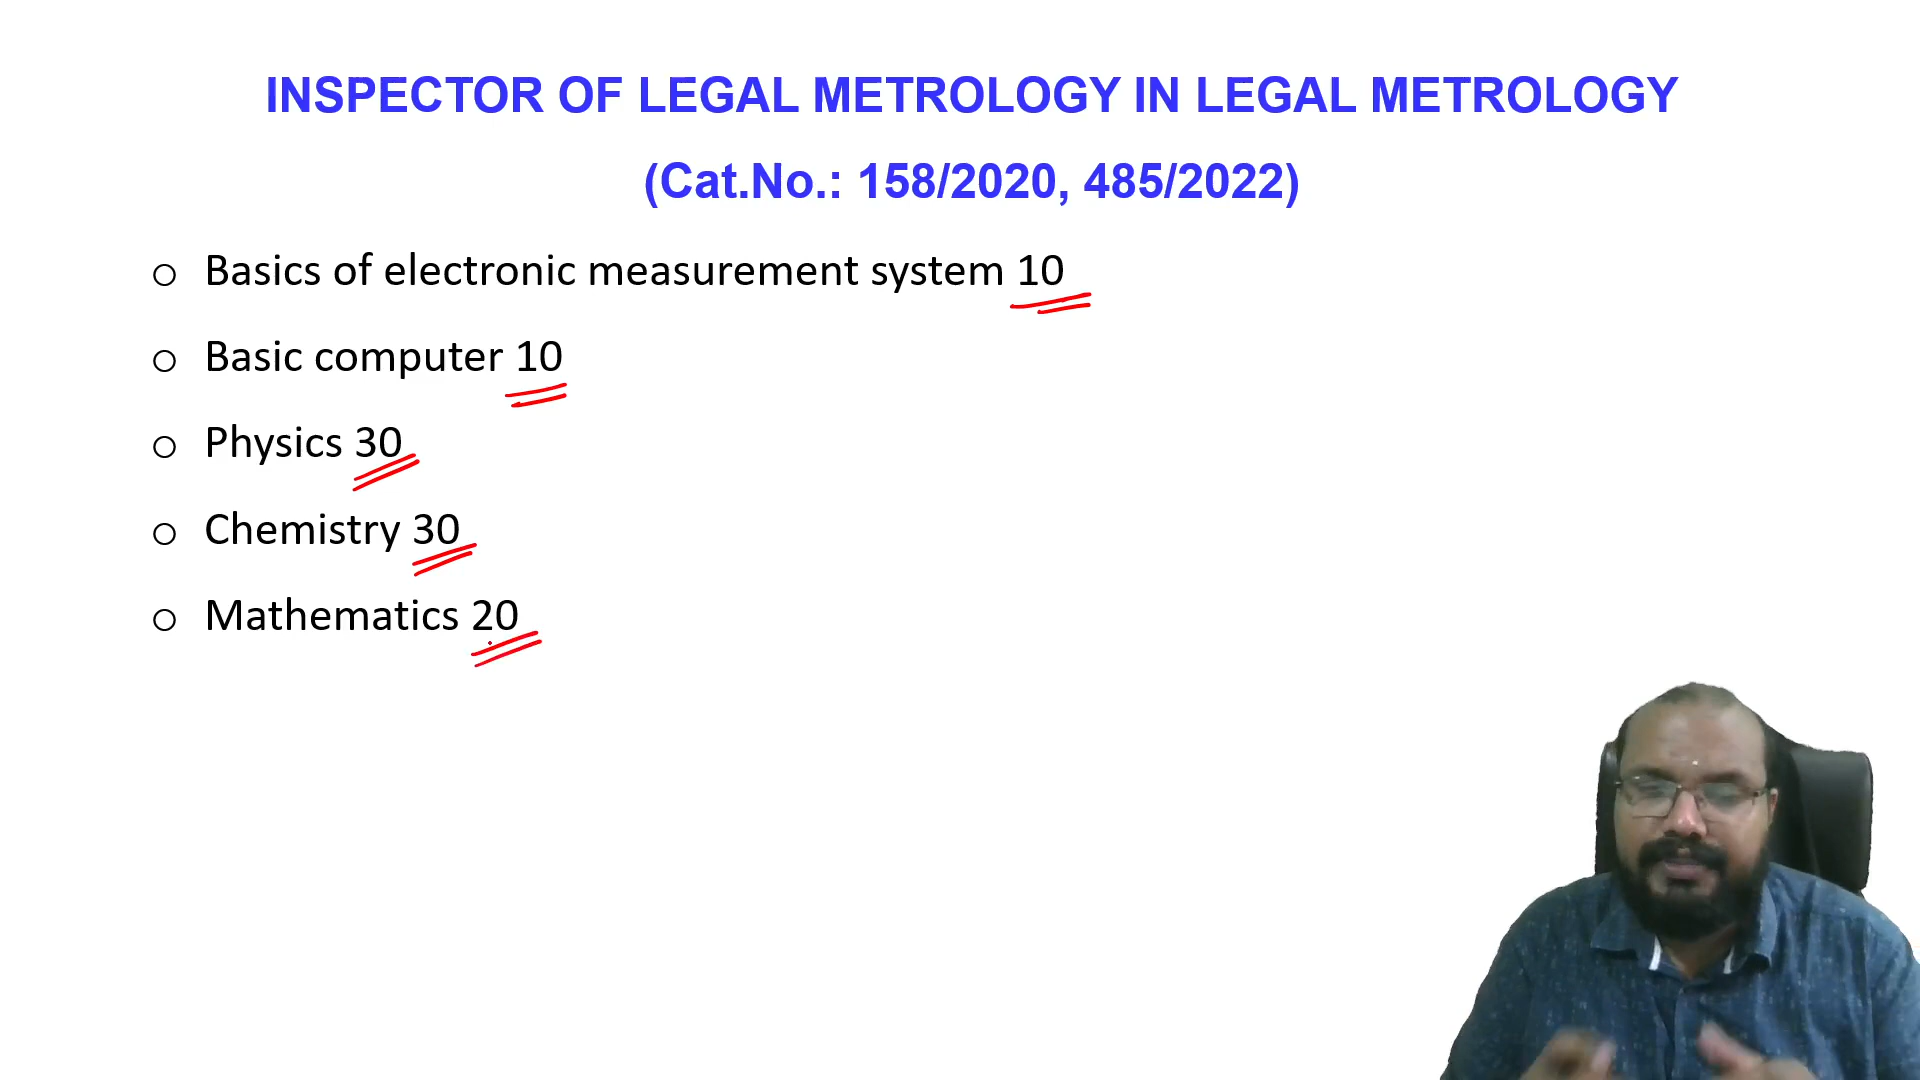 INSPECTOR OF LEGAL METROLOGY IN LEGAL METROLOGY
(Cat.No.: 158/2020, 485/2022)
Basics of electronic measurement system 10
Basic computer 10
Physics 30
Chemistry 30
Mathematics 20